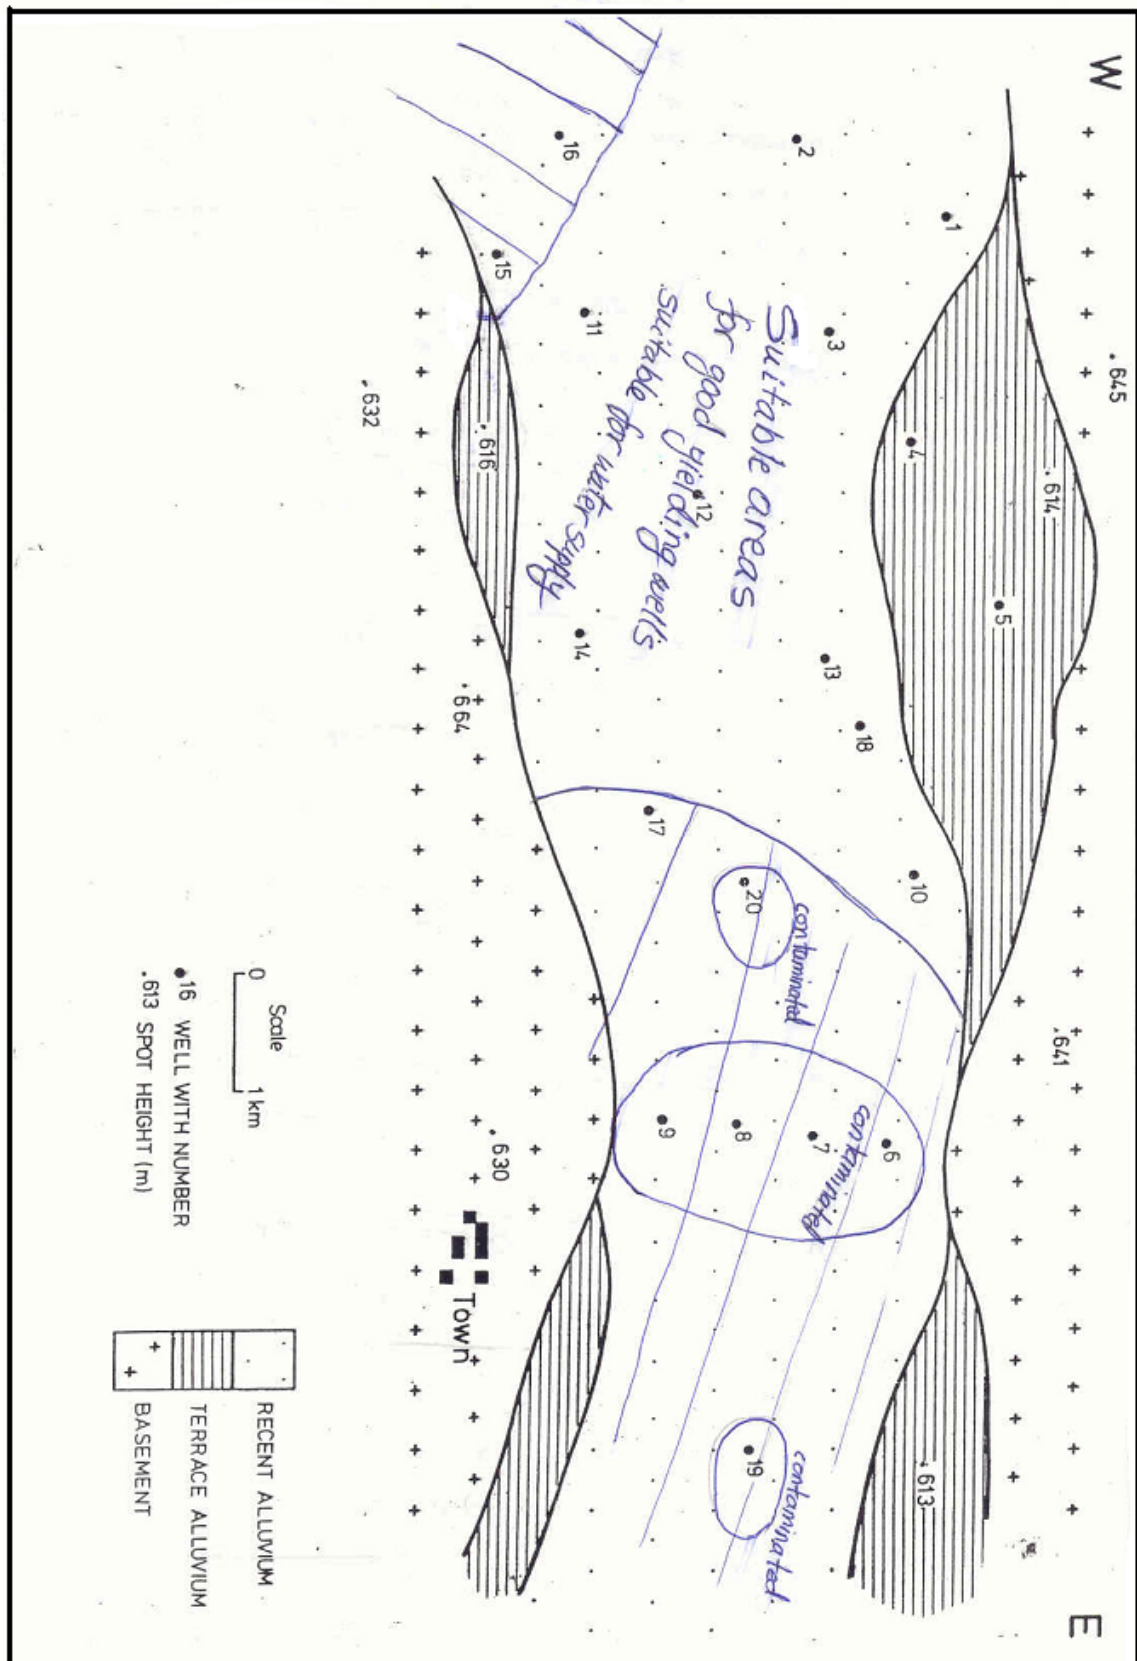 W
E
645
641
614
5
1
4
10
6
613
2
3
13
18
7
Suitable areas
for good yielding wells
suitable for water supply
contaminated
contaminated
contaminated.
12
20
8
19
16
11
14
17
9
15
616
632
664
630
Town
Scale
0 1km
16 WELL WITH NUMBER
.613 SPOT HEIGHT (m)
RECENT ALLUVIUM
TERRACE ALLUVIUM
BASEMENT